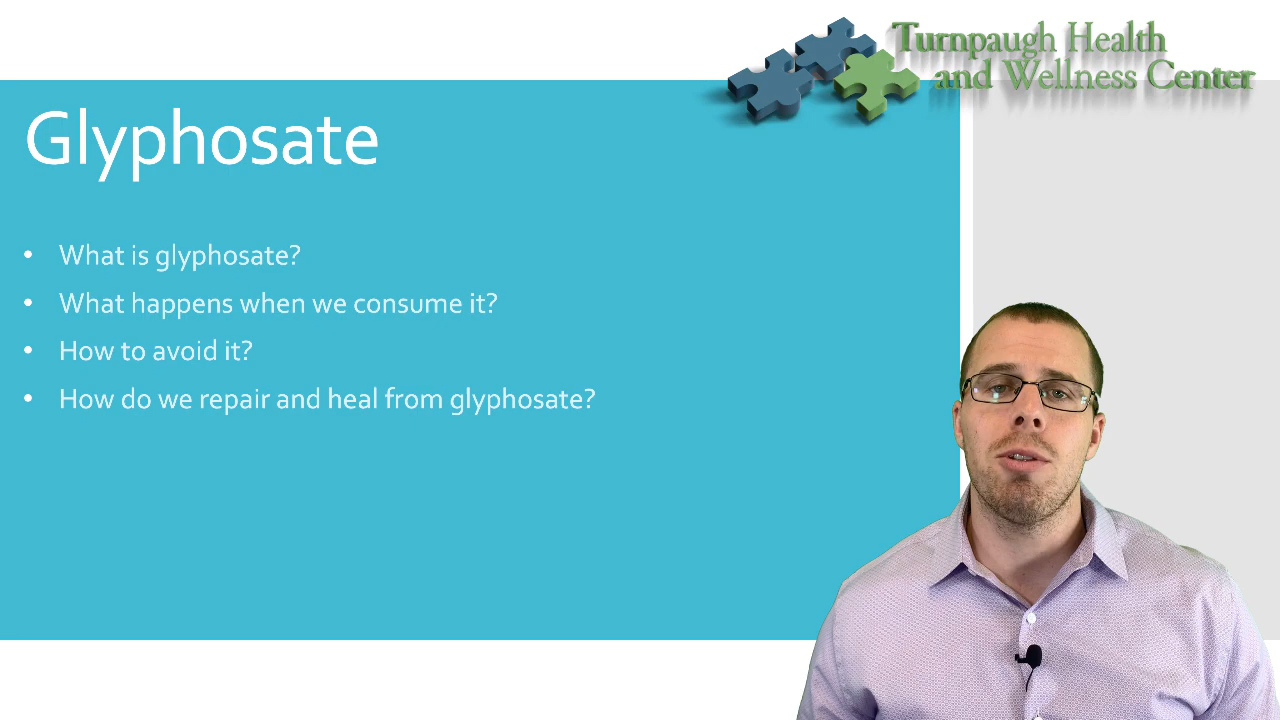 Turnpaugh Health
and Wellness Center
Glyphosate
• What is glyphosate?
• What happens when we consume it?
• How to avoid it?
• How do we repair and heal from glyphosate?